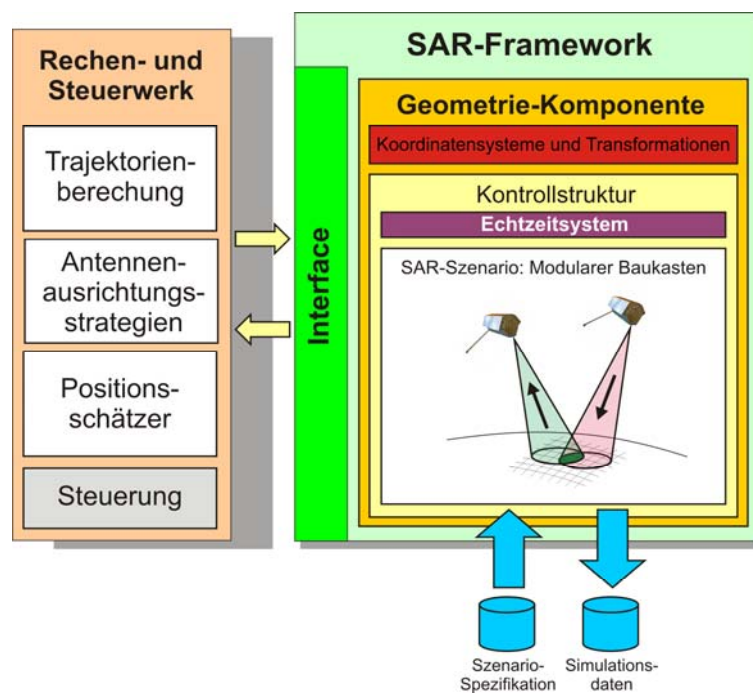 Rechen- und
Steuerwerk
Trajektorien-
berechung
Antennen-
ausrichtungs-
strategien
Positions-
schätzer
Steuerung
SAR-Framework
Interface
Geometrie-Komponente
Koordinatensysteme und Transformationen
Kontrollstruktur
Echtzeitsystem
SAR-Szenario: Modularer Baukasten
Szenario-
Spezifikation
Simulations-
daten